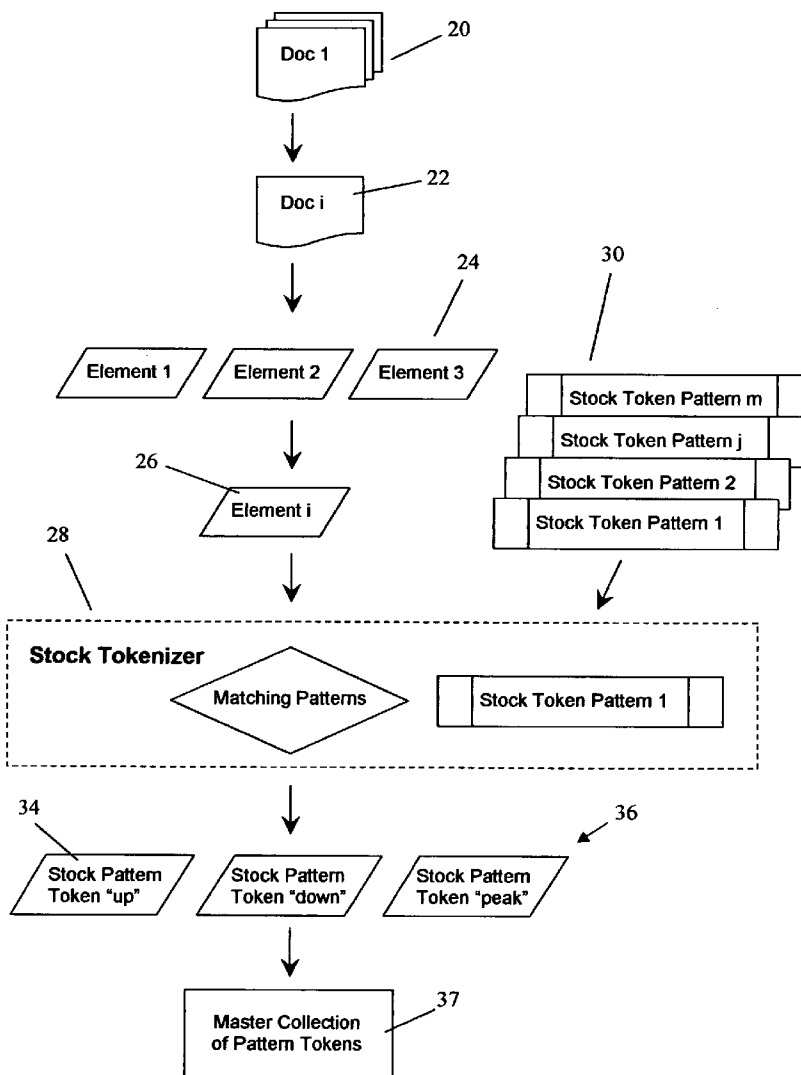 Doc 1
20
Doc i
22
24
30
Element 1
Element 2
Element 3
Stock Token Pattern m
Stock Token Pattern j
Stock Token Pattern 2
Stock Token Pattern 1
26
Element i
28
Stock Tokenizer
Matching Patterns
Stock Token Pattern 1
34
36
Stock Pattern
Token "up"
Stock Pattern
Token "down"
Stock Pattern
Token "peak"
37
Master Collection
of Pattern Tokens